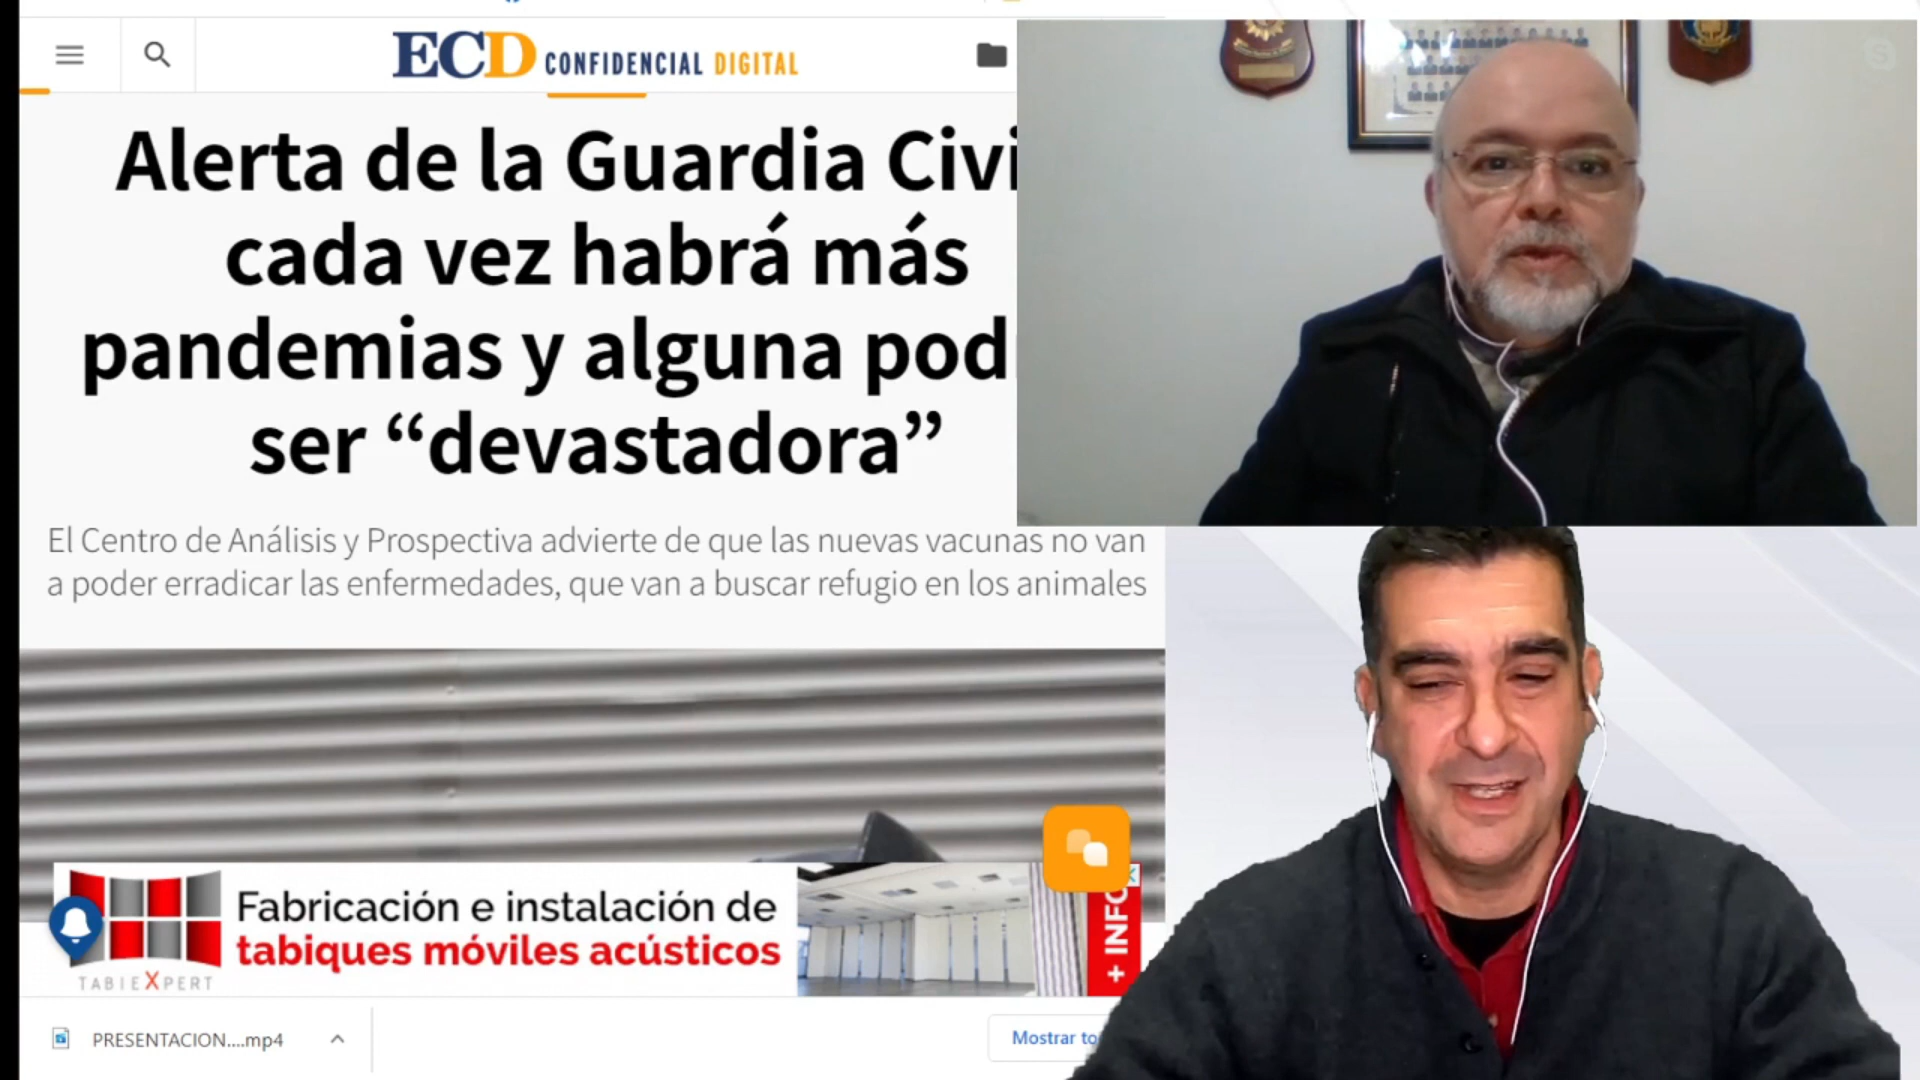 ECD CONFIDENCIAL DIGITAL
Alerta de la Guardia Civi
cada vez habrá más
pandemias y alguna pod
ser “devastadora”
El Centro de Análisis y Prospectiva advierte de que las nuevas vacunas no van
a poder erradicar las enfermedades, que van a buscar refugio en los animales
Fabricación e instalación de
tabiques móviles acústicos
TABIEXPERT
+ INFO
PRESENTACION....mp4
Mostrar to